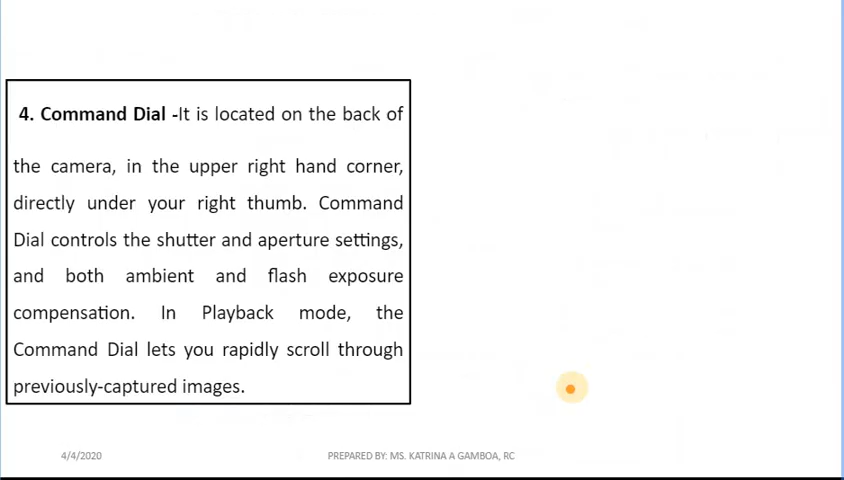 4. Command Dial -It is located on the back of
the camera, in the upper right hand corner,
directly under your right thumb. Command
Dial controls the shutter and aperture settings,
and both ambient and flash exposure
compensation. In Playback mode, the
Command Dial lets you rapidly scroll through
previously-captured images.
4/4/2020
PREPARED BY: MS. KATRINA A GAMBOA, RC